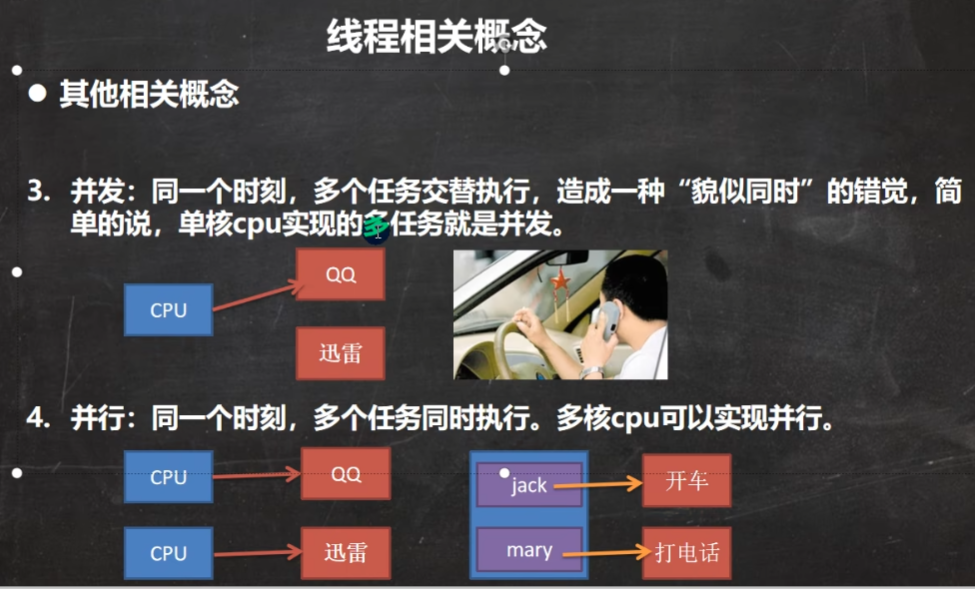 线程相关概念
● 其他相关概念
3. 并发：同一个时刻，多个任务交替执行，造成一种“貌似同时”的错觉，简
单的说，单核cpu实现的多任务就是并发。
QQ
CPU
迅雷
4. 并行：同一个时刻，多个任务同时执行。多核cpu可以实现并行。
CPU
QQ
jack
开车
CPU
迅雷
mary
打电话